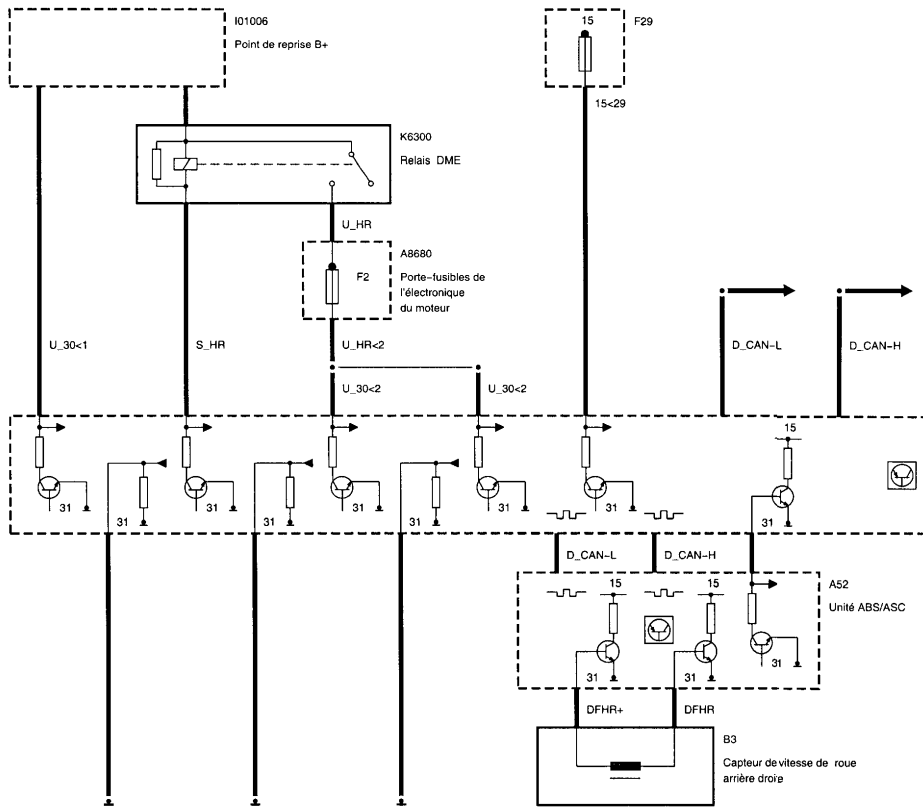 I01006
Point de reprise B+
15
F29
15<29
K6300
Relais DME
U_HR
A8680
F2
Porte-fusibles de
l'électronique
du moteur
U_30<1
S_HR
U_HR<2
D_CAN-L
D_CAN-H
U_30<2
U_30<2
15
31
31
31
31
31
31
31
31
31
D_CAN-L
D_CAN-H
A52
Unité ABS/ASC
15
15
31
31
31
DFHR+
DFHR
B3
Capteur de vitesse de roue
arrière droite